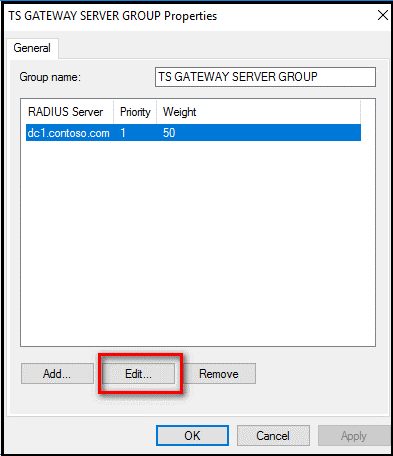 TS GATEWAY SERVER GROUP Properties
General
Group name: TS GATEWAY SERVER GROUP
RADIUS Server Priority Weight
dc1.contoso.com 1 50
Add... Edit... Remove
OK Cancel Apply